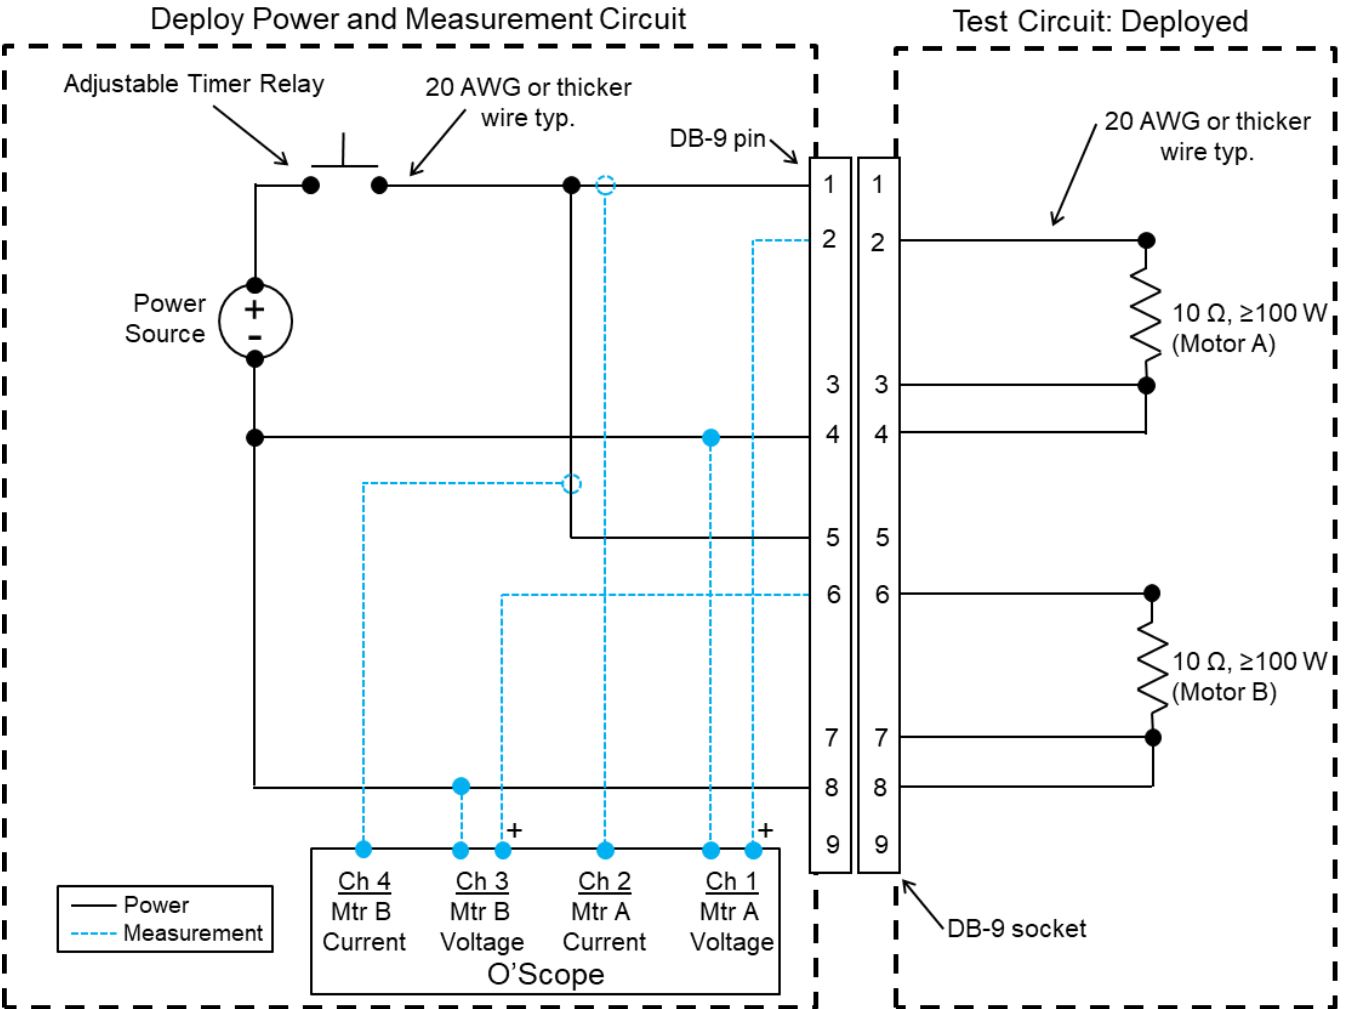 Deploy Power and Measurement Circuit
Test Circuit: Deployed
Adjustable Timer Relay
20 AWG or thicker
wire typ.
DB-9 pin
20 AWG or thicker
wire typ.
1
1
2
2
Power
Source
+
-
10 Ω, ≥100 W
(Motor A)
3
3
4
4
5
5
6
6
10 Ω, ≥100 W
(Motor B)
7
7
8
8
9
9
+
+
Ch 4
Mtr B
Current
Ch 3
Mtr B
Voltage
Ch 2
Mtr A
Current
Ch 1
Mtr A
Voltage
O'Scope
Power
Measurement
DB-9 socket